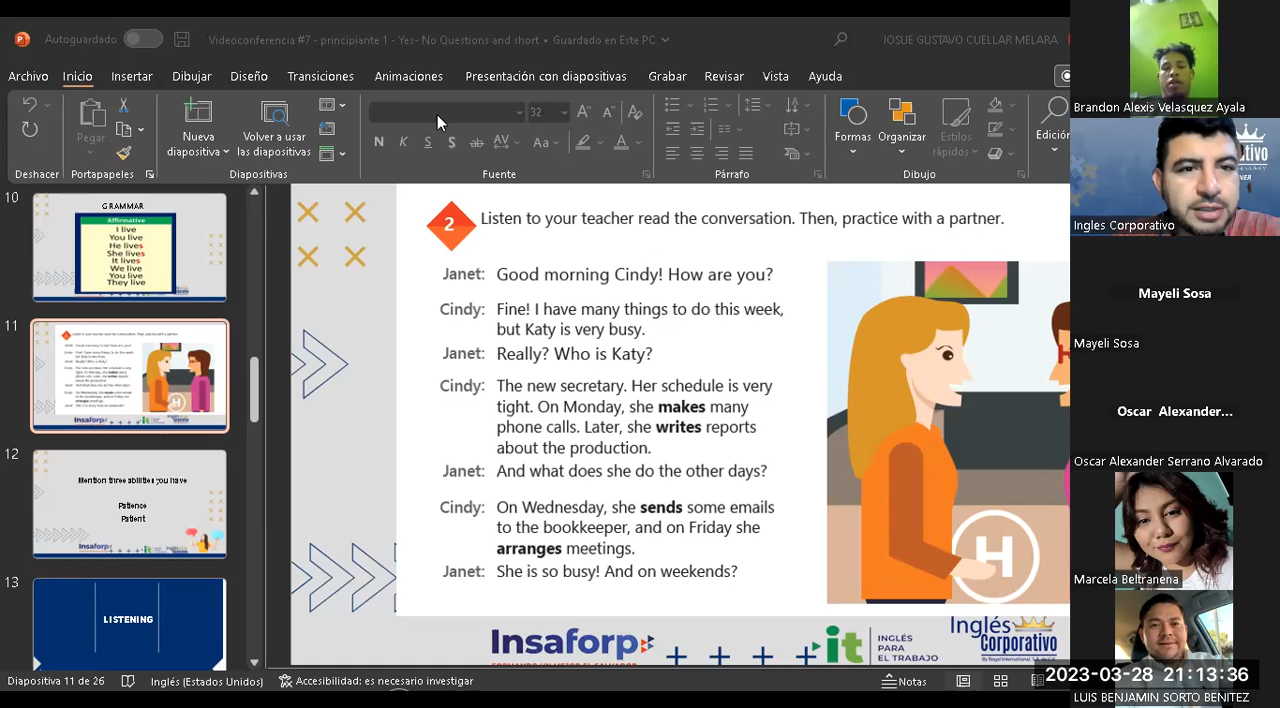 Autoguardado
Videoconferencia #7 - principiante 1 - Yes- No Questions and short • Guardado en Este PC
JOSUE GUSTAVO CUELLAR MELARA
Archivo Inicio Insertar Dibujar Diseño Transiciones Animaciones Presentación con diapositivas Grabar Revisar Vista Ayuda
32
Pegar
Nueva diapositiva
Volver a usar las diapositivas
Formas
Organizar
Estilos rápidos
Edición
Deshacer Portapapeles Diapositivas Fuente Párrafo Dibujo
10
GRAMMAR
Affirmative
I live
You live
He lives
She lives
It lives
We live
You live
They live
11
12
Mention three abilities you have
Patience
Patient
13
LISTENING
2 Listen to your teacher read the conversation. Then, practice with a partner.
Janet: Good morning Cindy! How are you?
Cindy: Fine! I have many things to do this week,
but Katy is very busy.
Janet: Really? Who is Katy?
Cindy: The new secretary. Her schedule is very
tight. On Monday, she makes many
phone calls. Later, she writes reports
about the production.
Janet: And what does she do the other days?
Cindy: On Wednesday, she sends some emails
to the bookkeeper, and on Friday she
arranges meetings.
Janet: She is so busy! And on weekends?
H
Insaforp
it
INGLÉS
PARA
EL TRABAJO
Inglés
Corporativo
Diapositiva 11 de 26
Inglés (Estados Unidos)
Accesibilidad: es necesario investigar
Notas
Brandon Alexis Velasquez Ayala
Ingles Corporativo
Mayeli Sosa
Mayeli Sosa
Oscar Alexander...
Oscar Alexander Serrano Alvarado
Marcela Beltranena
2023-03-28 21:13:36
LUIS BENJAMIN SORTO BENITEZ